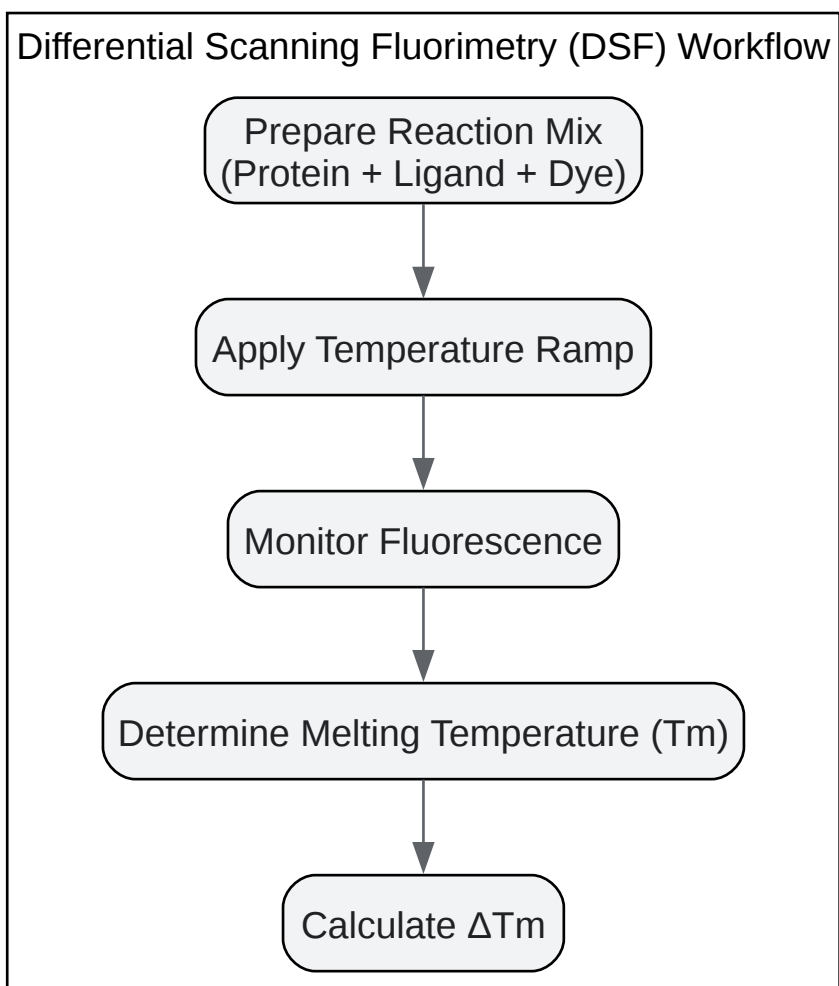 Differential Scanning Fluorimetry (DSF) Workflow
Prepare Reaction Mix
(Protein + Ligand + Dye)
Apply Temperature Ramp
Monitor Fluorescence
Determine Melting Temperature (Tm)
Calculate ΔTm